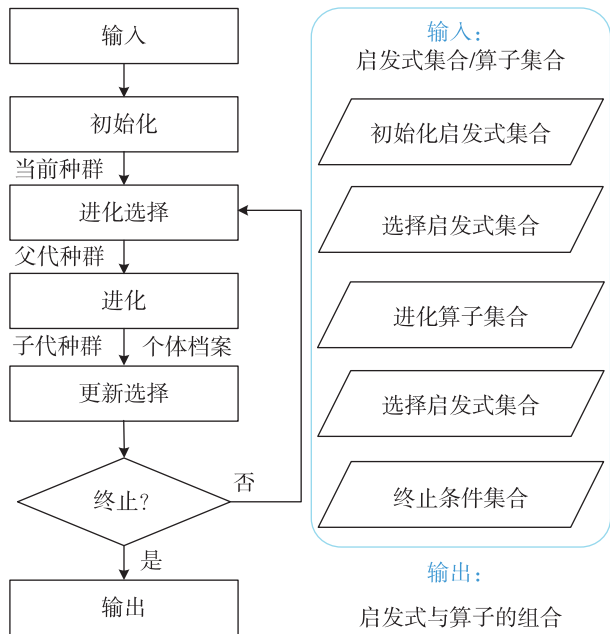 输入
初始化
当前种群
进化选择
父代种群
进化
子代种群 个体档案
更新选择
终止?
否
是
输出
输入:
启发式集合/算子集合
初始化启发式集合
选择启发式集合
进化算子集合
选择启发式集合
终止条件集合
输出:
启发式与算子的组合